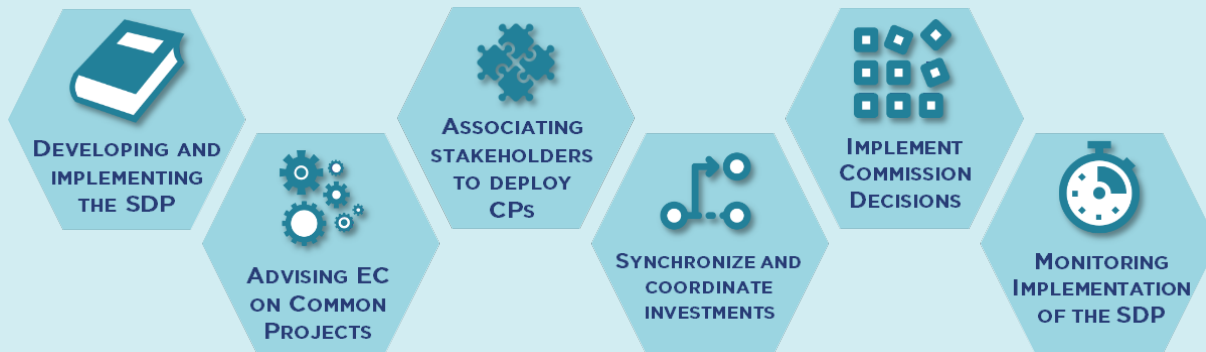 Developing and
implementing
the SDP
Advising EC
on Common
Projects
Associating
stakeholders
to deploy
CPs
Synchronize and
coordinate
investments
Implement
Commission
Decisions
Monitoring
Implementation
of the SDP